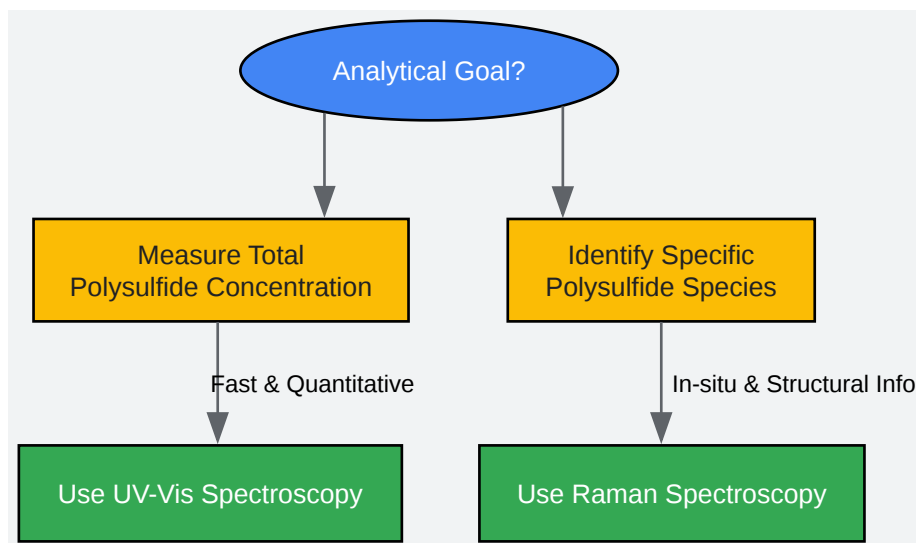 Analytical Goal?
Measure Total
Polysulfide Concentration
Identify Specific
Polysulfide Species
Fast & Quantitative
In-situ & Structural Info
Use UV-Vis Spectroscopy
Use Raman Spectroscopy